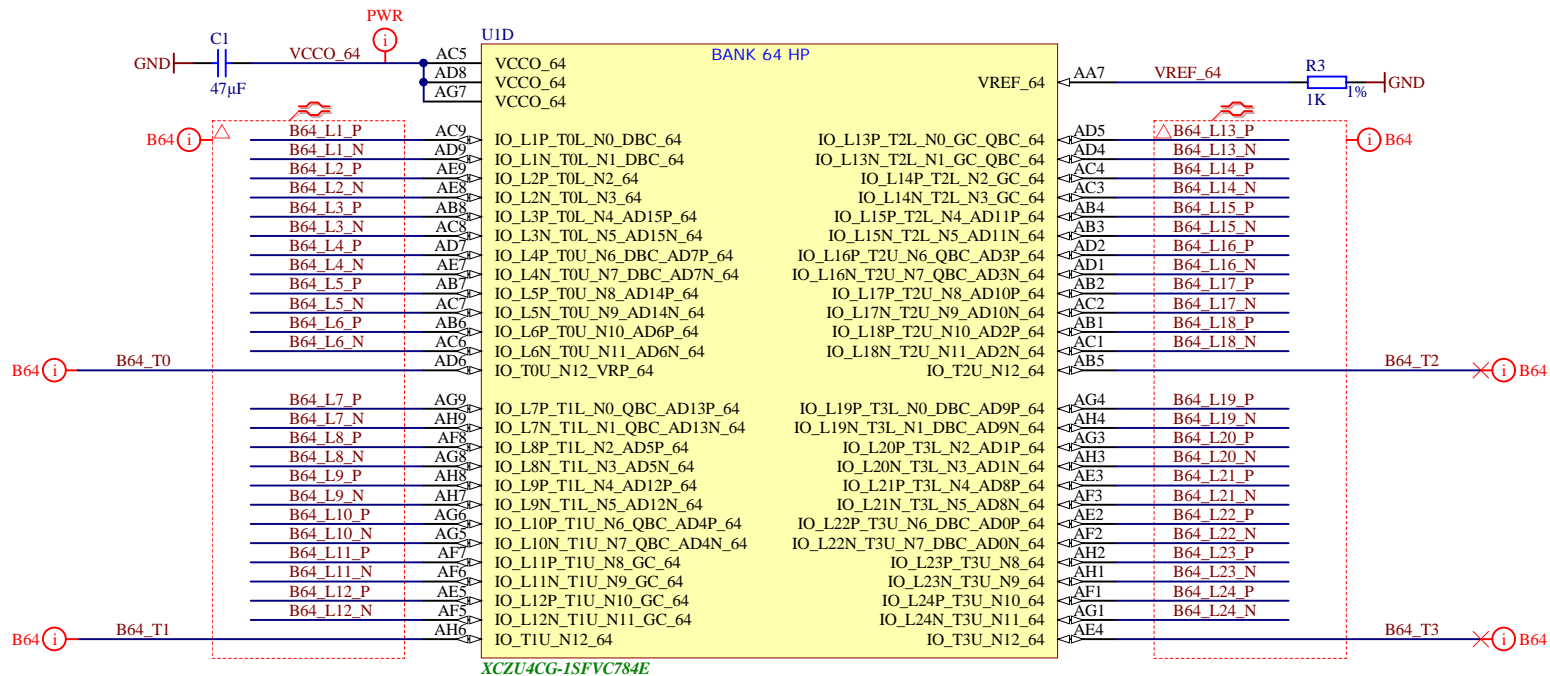 PWR
C1
U1D
GND VCCO_64 AC5 VCCO_64 BANK 64 HP
47µF AD8 VCCO_64 VREF_64 AA7 VREF_64 R3 1K 1% GND
AG7 VCCO_64
B64 B64_L1_P AC9 IO_L1P_T0L_N0_DBC_64 IO_L13P_T2L_N0_GC_QBC_64 AD5 B64_L13_P B64
B64_L1_N AD9 IO_L1N_T0L_N1_DBC_64 IO_L13N_T2L_N1_GC_QBC_64 AD4 B64_L13_N
B64_L2_P AE9 IO_L2P_T0L_N2_64 IO_L14P_T2L_N2_GC_64 AC4 B64_L14_P
B64_L2_N AE8 IO_L2N_T0L_N3_64 IO_L14N_T2L_N3_GC_64 AC3 B64_L14_N
B64_L3_P AB8 IO_L3P_T0L_N4_AD15P_64 IO_L15P_T2L_N4_AD11P_64 AB4 B64_L15_P
B64_L3_N AC8 IO_L3N_T0L_N5_AD15N_64 IO_L15N_T2L_N5_AD11N_64 AB3 B64_L15_N
B64_L4_P AD7 IO_L4P_T0U_N6_DBC_AD7P_64 IO_L16P_T2U_N6_QBC_AD3P_64 AD2 B64_L16_P
B64_L4_N AE7 IO_L4N_T0U_N7_DBC_AD7N_64 IO_L16N_T2U_N7_QBC_AD3N_64 AD1 B64_L16_N
B64_L5_P AB7 IO_L5P_T0U_N8_AD14P_64 IO_L17P_T2U_N8_AD10P_64 AB2 B64_L17_P
B64_L5_N AC7 IO_L5N_T0U_N9_AD14N_64 IO_L17N_T2U_N9_AD10N_64 AC2 B64_L17_N
B64_L6_P AB6 IO_L6P_T0U_N10_AD6P_64 IO_L18P_T2U_N10_AD2P_64 AB1 B64_L18_P
B64_L6_N AC6 IO_L6N_T0U_N11_AD6N_64 IO_L18N_T2U_N11_AD2N_64 AC1 B64_L18_N
B64 B64_T0 AD6 IO_T0U_N12_VRP_64 IO_T2U_N12_64 AB5 B64_T2 B64
B64_L7_P AG9 IO_L7P_T1L_N0_QBC_AD13P_64 IO_L19P_T3L_N0_DBC_AD9P_64 AG4 B64_L19_P
B64_L7_N AH9 IO_L7N_T1L_N1_QBC_AD13N_64 IO_L19N_T3L_N1_DBC_AD9N_64 AH4 B64_L19_N
B64_L8_P AF8 IO_L8P_T1L_N2_AD5P_64 IO_L20P_T3L_N2_AD1P_64 AG3 B64_L20_P
B64_L8_N AG8 IO_L8N_T1L_N3_AD5N_64 IO_L20N_T3L_N3_AD1N_64 AH3 B64_L20_N
B64_L9_P AH8 IO_L9P_T1L_N4_AD12P_64 IO_L21P_T3L_N4_AD8P_64 AE3 B64_L21_P
B64_L9_N AH7 IO_L9N_T1L_N5_AD12N_64 IO_L21N_T3L_N5_AD8N_64 AF3 B64_L21_N
B64_L10_P AG6 IO_L10P_T1U_N6_QBC_AD4P_64 IO_L22P_T3U_N6_DBC_AD0P_64 AE2 B64_L22_P
B64_L10_N AG5 IO_L10N_T1U_N7_QBC_AD4N_64 IO_L22N_T3U_N7_DBC_AD0N_64 AF2 B64_L22_N
B64_L11_P AF7 IO_L11P_T1U_N8_GC_64 IO_L23P_T3U_N8_64 AH2 B64_L23_P
B64_L11_N AF6 IO_L11N_T1U_N9_GC_64 IO_L23N_T3U_N9_64 AH1 B64_L23_N
B64_L12_P AE5 IO_L12P_T1U_N10_GC_64 IO_L24P_T3U_N10_64 AF1 B64_L24_P
B64_L12_N AF5 IO_L12N_T1U_N11_GC_64 IO_L24N_T3U_N11_64 AG1 B64_L24_N
B64 B64_T1 AH6 IO_T1U_N12_64 IO_T3U_N12_64 AE4 B64_T3 B64
XCZU4CG-1SFVC784E